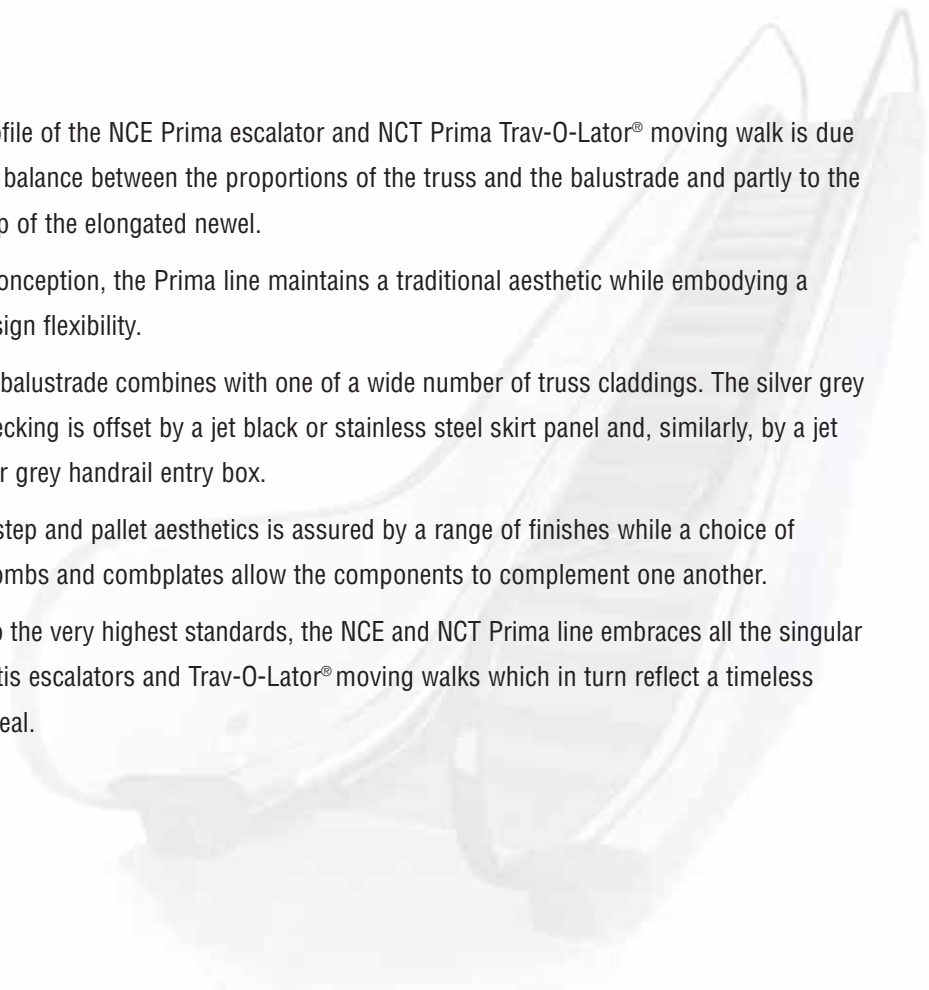 ofile of the NCE Prima escalator and NCT Prima Trav-O-Lator® moving walk is due
balance between the proportions of the truss and the balustrade and partly to the
p of the elongated newel.
onception, the Prima line maintains a traditional aesthetic while embodying a
sign flexibility.
balustrade combines with one of a wide number of truss claddings. The silver grey
ecking is offset by a jet black or stainless steel skirt panel and, similarly, by a jet
r grey handrail entry box.
step and pallet aesthetics is assured by a range of finishes while a choice of
ombs and combplates allow the components to complement one another.
o the very highest standards, the NCE and NCT Prima line embraces all the singular
tis escalators and Trav-O-Lator® moving walks which in turn reflect a timeless
eal.